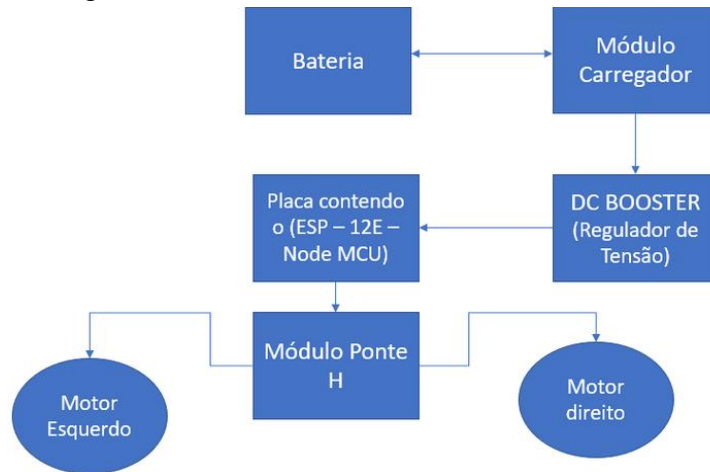 Bateria
Módulo
Carregador
Placa contendo
o (ESP – 12E –
Node MCU)
DC BOOSTER
(Regulador de
Tensão)
Módulo Ponte
H
Motor
Esquerdo
Motor
direito